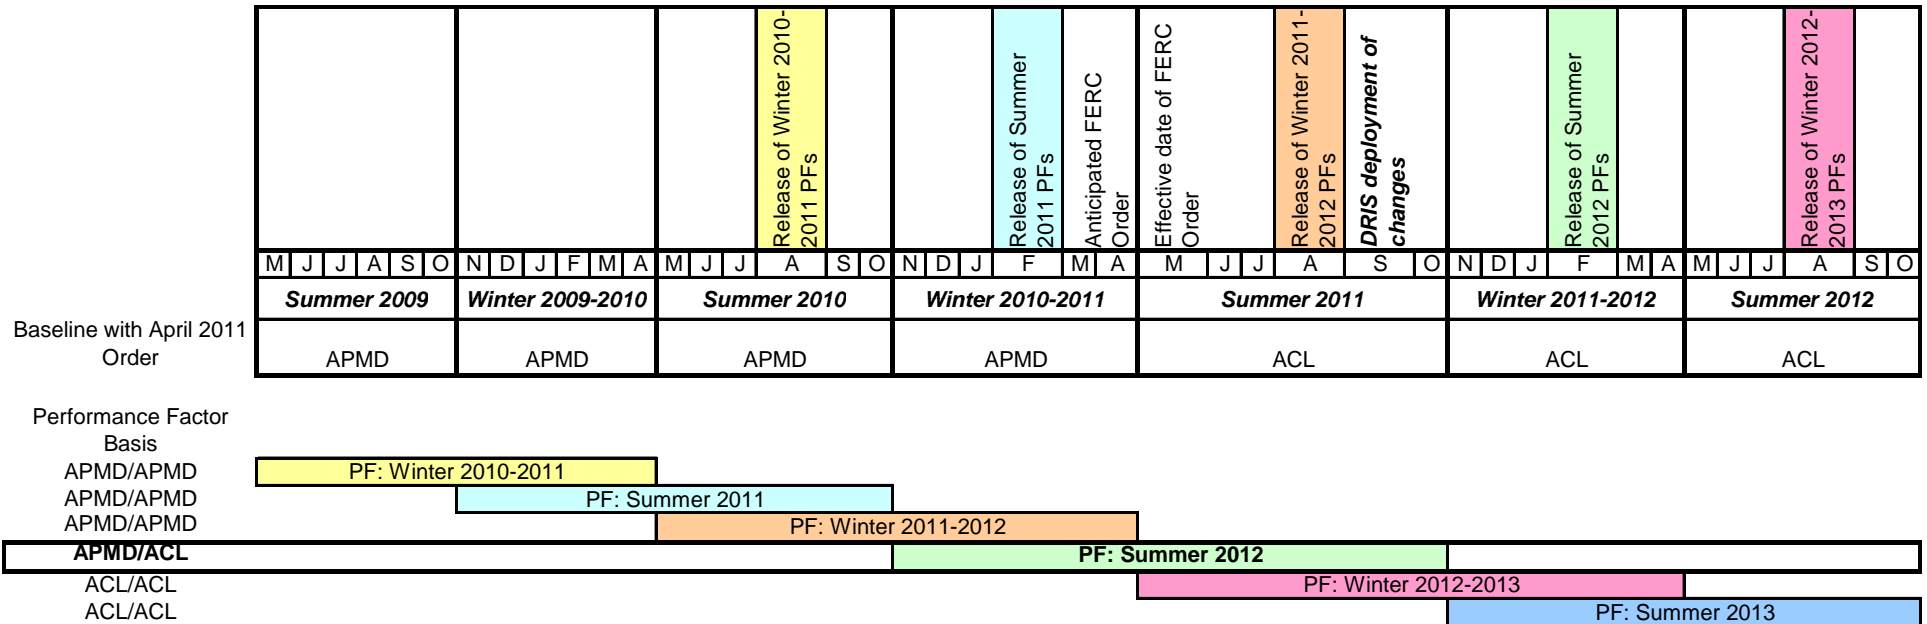 Release of Winter 2010-
2011 PFs
Release of Summer
2011 PFs
Anticipated FERC
Order
Effective date of FERC
Order
Release of Winter 2011-
2012 PFs
DRIS deployment of
changes
Release of Summer
2012 PFs
Release of Winter 2012-
2013 PFs
M J J A S O N D J F M A M J J A S O N D J F M A M J J A S O N D J F M A M J J A S O
Summer 2009 Winter 2009-2010 Summer 2010 Winter 2010-2011 Summer 2011 Winter 2011-2012 Summer 2012
Baseline with April 2011
Order APMD APMD APMD APMD ACL ACL ACL
Performance Factor
Basis
APMD/APMD PF: Winter 2010-2011
APMD/APMD PF: Summer 2011
APMD/APMD PF: Winter 2011-2012
APMD/ACL PF: Summer 2012
ACL/ACL PF: Winter 2012-2013
ACL/ACL PF: Summer 2013